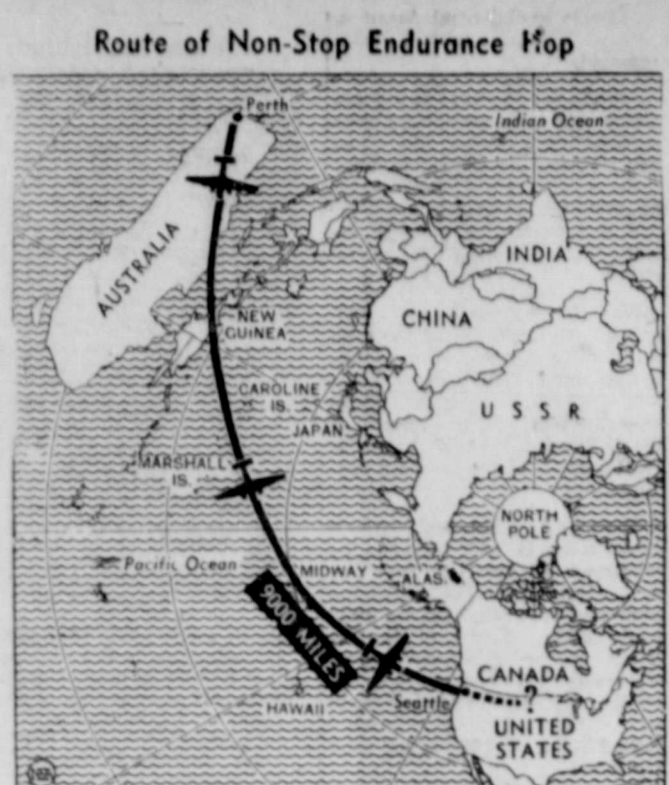 Route of Non-Stop Endurance Hop
Perth
Indian Ocean
AUSTRALIA
INDIA
NEW
GUINEA
CHINA
CAROLINE
IS.
JAPAN
U S S R
MARSHALL
IS.
NORTH
POLE
Pacific Ocean
MIDWAY
ALAS.
9000 MILES
CANADA
Seattle
?
HAWAII
UNITED
STATES